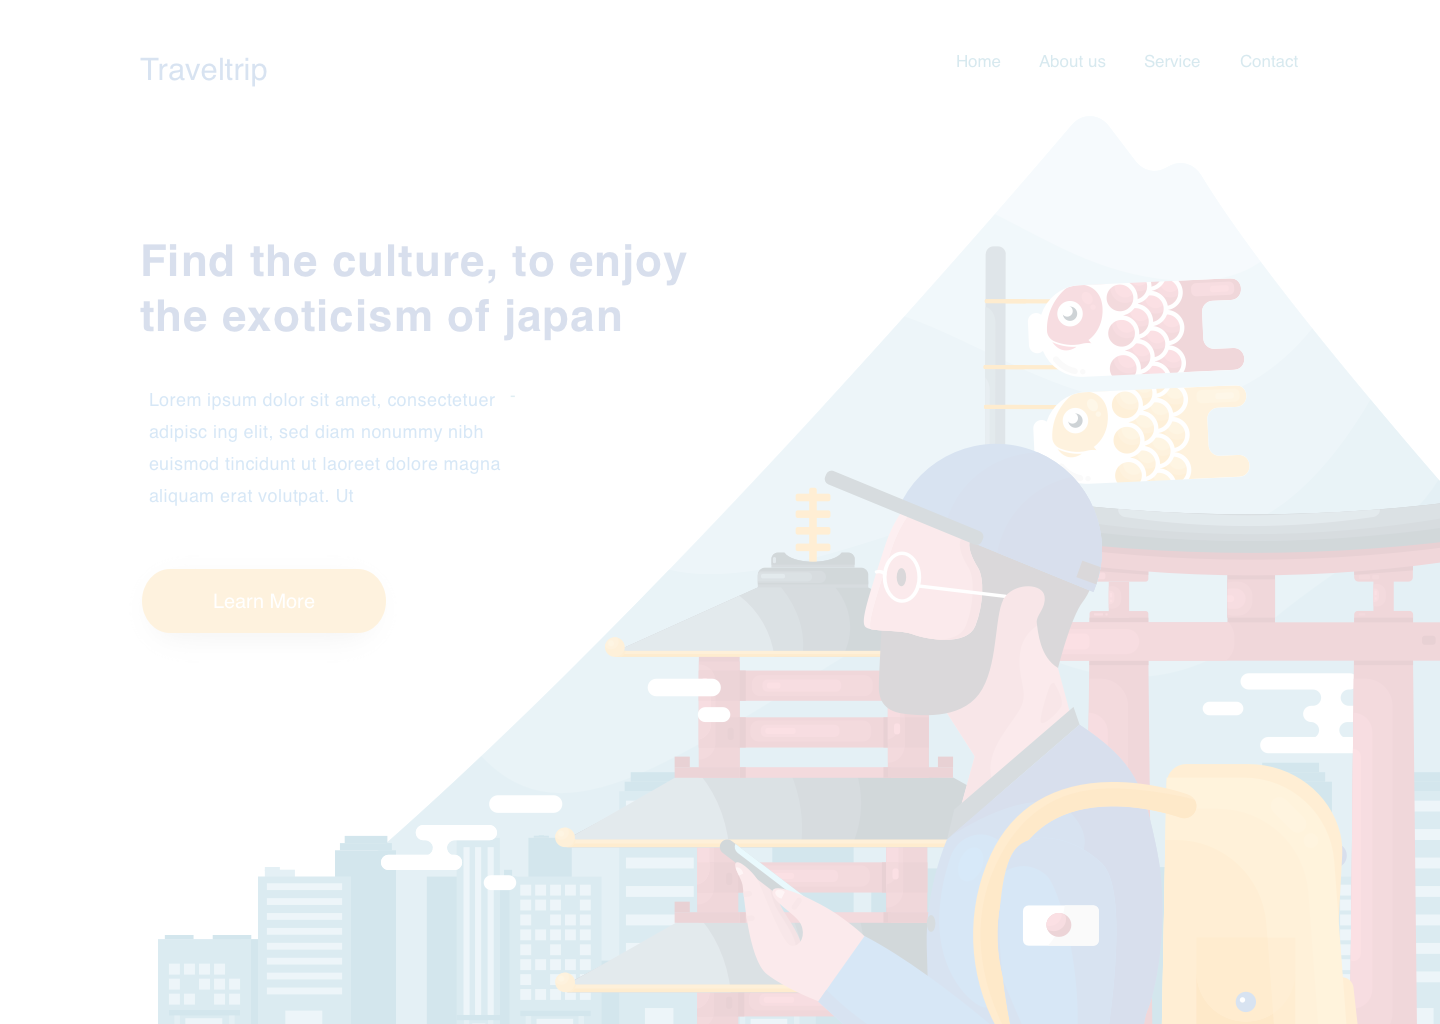 Traveltrip
Home About us Service Contact
Find the culture, to enjoy
the exoticism of japan
Lorem ipsum dolor sit amet, consectetuer -
adipisc ing elit, sed diam nonummy nibh
euismod tincidunt ut laoreet dolore magna
aliquam erat volutpat. Ut
Learn More